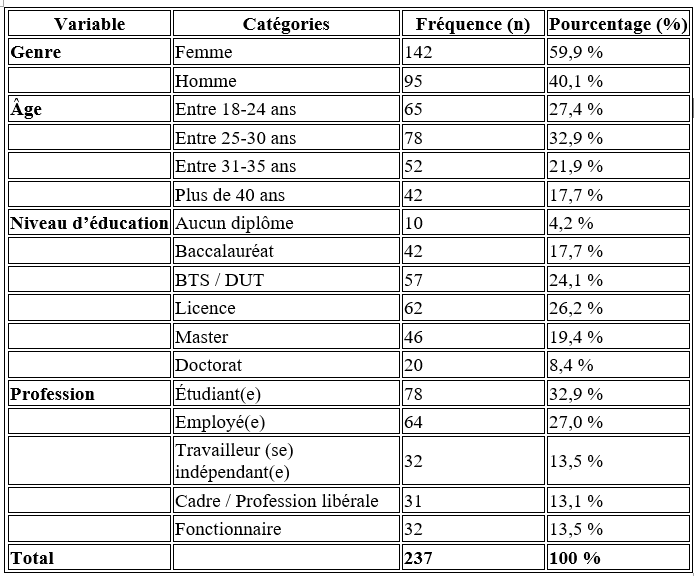 Variable Catégories Fréquence (n) Pourcentage (%)
Genre Femme 142 59,9 %
Homme 95 40,1 %
Âge Entre 18-24 ans 65 27,4 %
Entre 25-30 ans 78 32,9 %
Entre 31-35 ans 52 21,9 %
Plus de 40 ans 42 17,7 %
Niveau d’éducation Aucun diplôme 10 4,2 %
Baccalauréat 42 17,7 %
BTS / DUT 57 24,1 %
Licence 62 26,2 %
Master 46 19,4 %
Doctorat 20 8,4 %
Profession Étudiant(e) 78 32,9 %
Employé(e) 64 27,0 %
Travailleur (se)
indépendant(e) 32 13,5 %
Cadre / Profession libérale 31 13,1 %
Fonctionnaire 32 13,5 %
Total 237 100 %